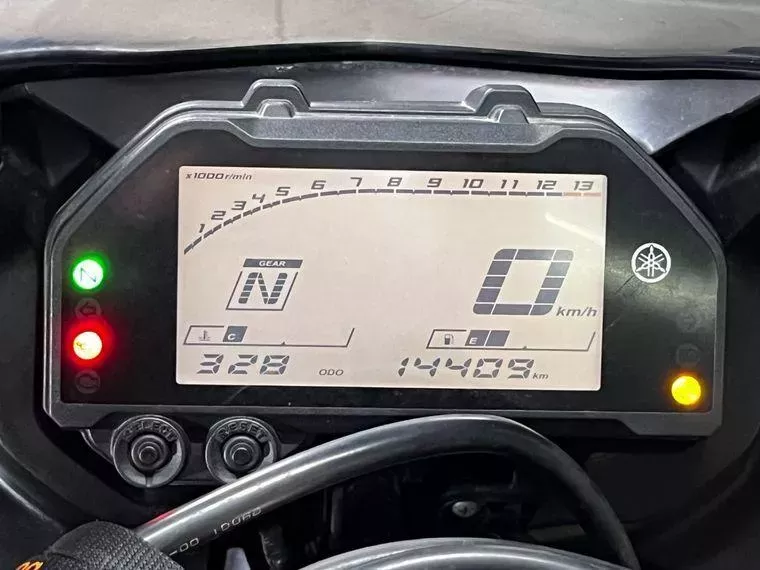 x1000 r/min
1 2 3 4 5 6 7 8 9 10 11 12 13
GEAR
N
N
0 km/h
C
E
328 ODO 14409 km
SELECT RESET